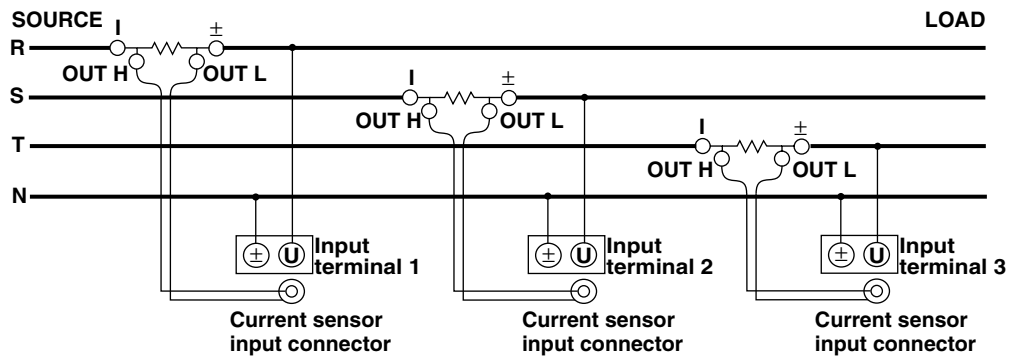 SOURCE
LOAD
I
±
R
OUT H
OUT L
I
±
S
OUT H
OUT L
I
±
T
OUT H
OUT L
N
± U
Input
terminal 1
± U
Input
terminal 2
± U
Input
terminal 3
Current sensor
input connector
Current sensor
input connector
Current sensor
input connector